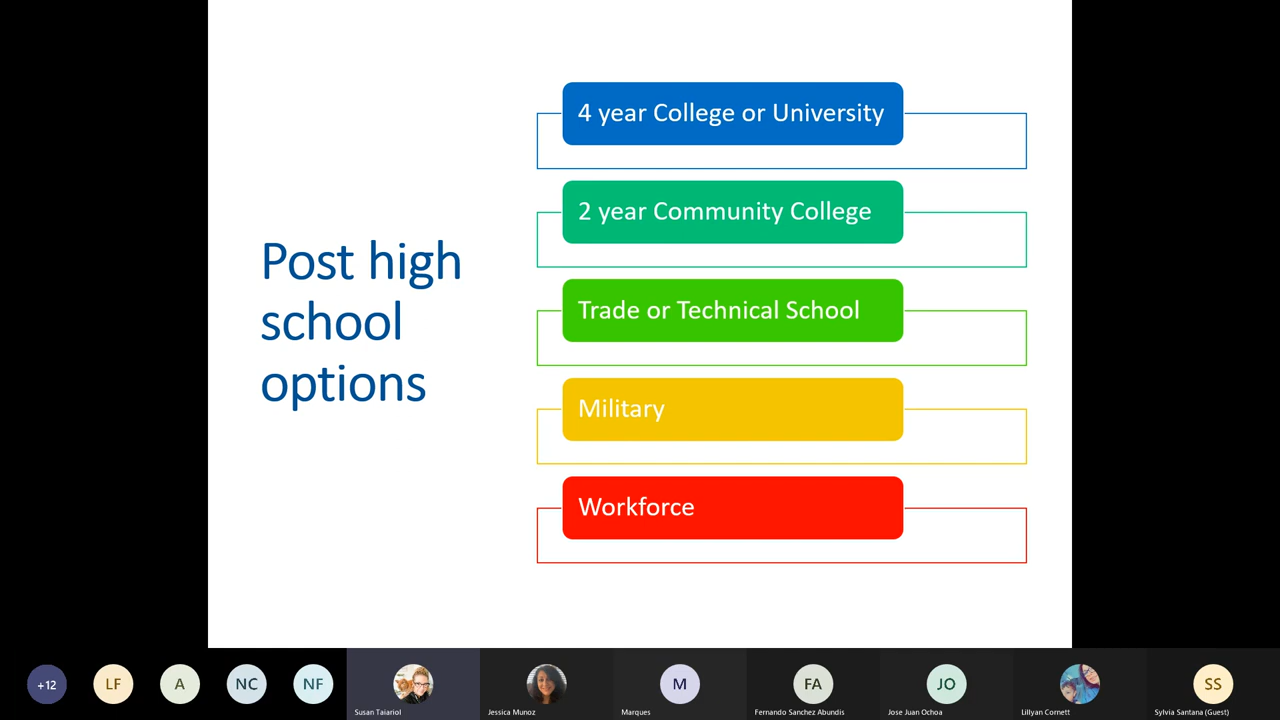 Post high
school
options
4 year College or University
2 year Community College
Trade or Technical School
Military
Workforce
+12
LF
A
NC
NF
Susan Taiariol
Jessica Munoz
M
Marques
FA
Fernando Sanchez Abundis
JO
Jose Juan Ochoa
Lillyan Cornett
SS
Sylvia Santana (Guest)